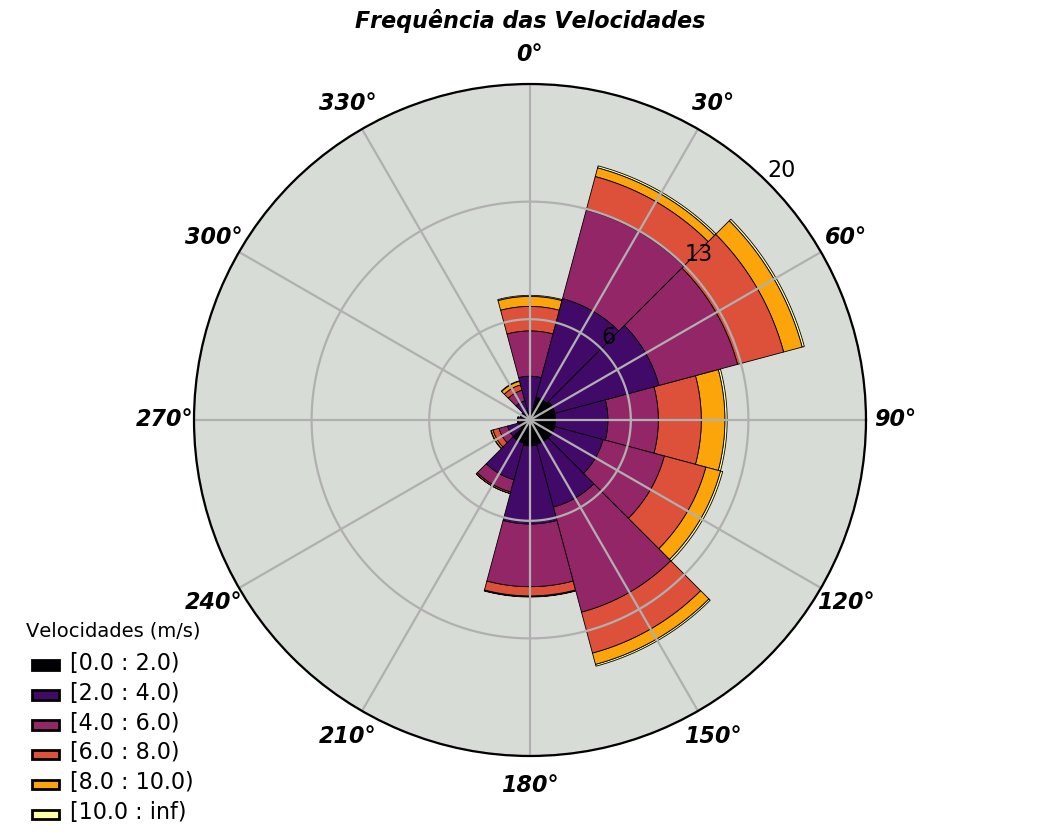 Frequência das Velocidades
0°
330°
30°
20
300°
60°
13
6
270°
90°
240°
120°
210°
150°
180°
Velocidades (m/s)
[0.0 : 2.0)
[2.0 : 4.0)
[4.0 : 6.0)
[6.0 : 8.0)
[8.0 : 10.0)
[10.0 : inf)